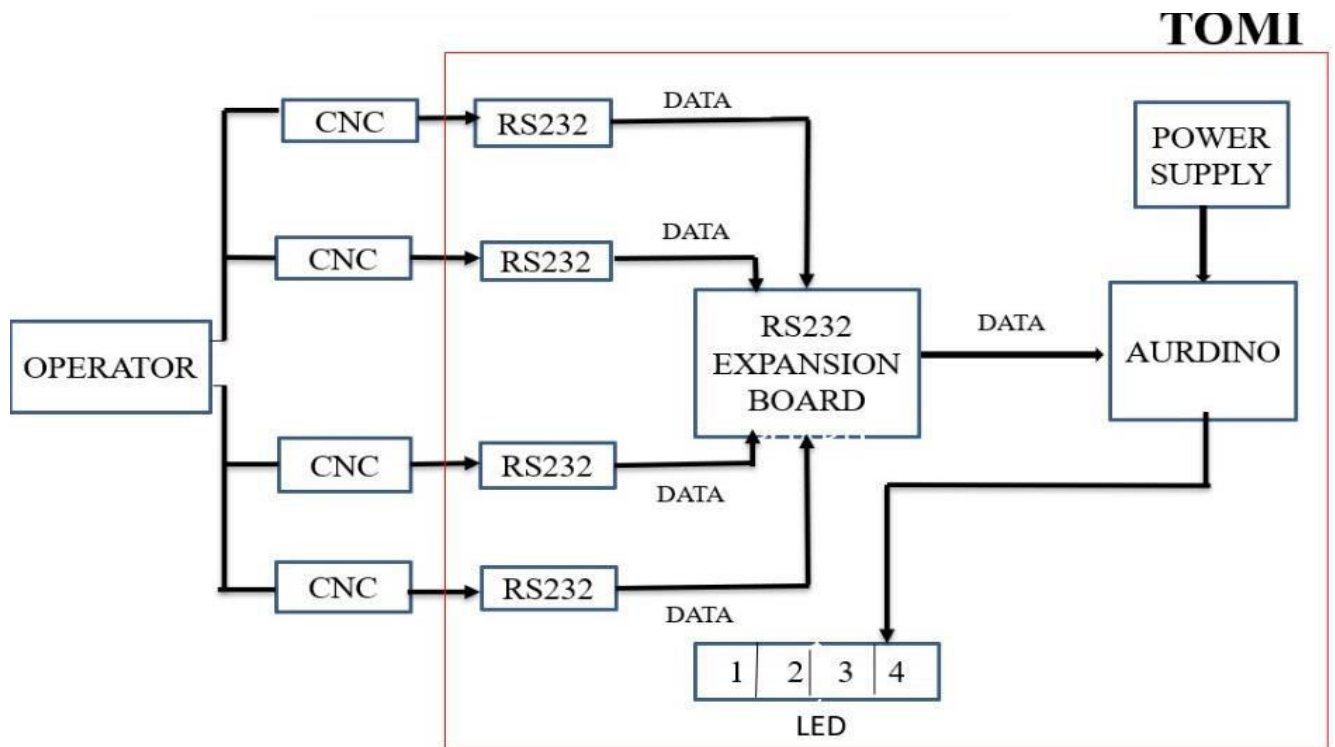 TOMI
CNC
RS232
DATA
POWER
SUPPLY
CNC
RS232
DATA
OPERATOR
RS232
EXPANSION
BOARD
DATA
AURDINO
CNC
RS232
DATA
CNC
RS232
DATA
1 2 3 4
LED